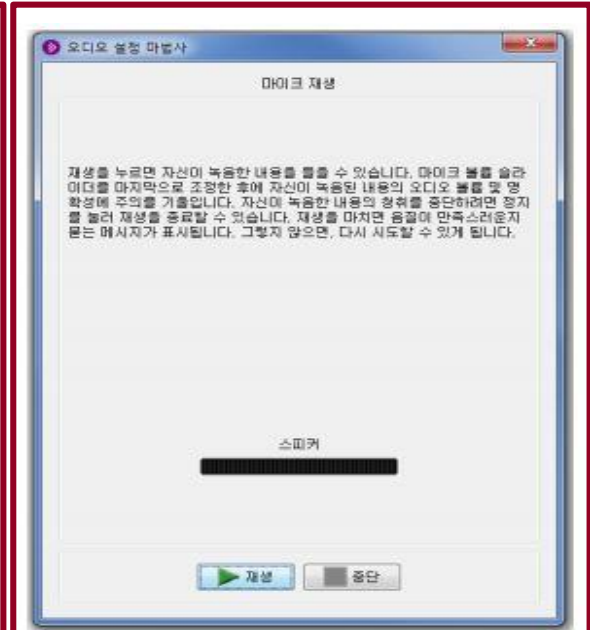 오디오 설정 마법사
마이크 재생
재생를 누르면 자신이 녹음한 내용를 들을 수 있습니다. 마이크 볼륨 슬라
이더를 마지막으로 조정한 후에 자신이 녹음된 내용의 오디오 볼륨 및 명
확성에 주의를 기울입니다. 자신이 녹음한 내용의 청취를 중단하려면 정지
를 눌러 재생을 종료할 수 있습니다. 재생를 마치면 음질이 만족스러운지
묻는 메시지가 표시됩니다. 그렇지 않으면, 다시 시도할 수 있게 됩니다.
스피커
재생
중단